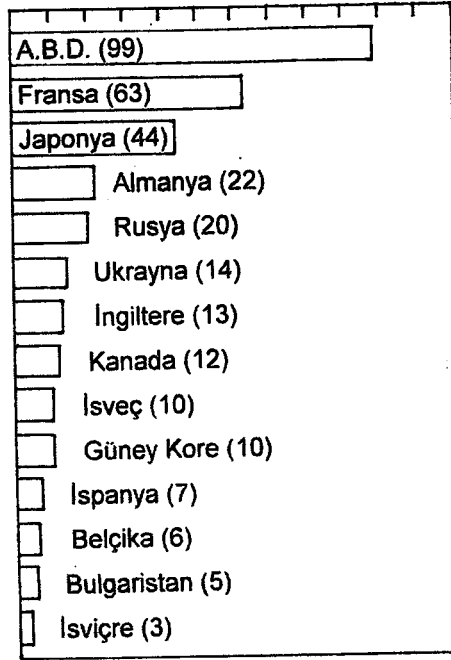 A.B.D. (99)
Fransa (63)
Japonya (44)
Almanya (22)
Rusya (20)
Ukrayna (14)
İngiltere (13)
Kanada (12)
İsveç (10)
Güney Kore (10)
İspanya (7)
Belçika (6)
Bulgaristan (5)
İsviçre (3)